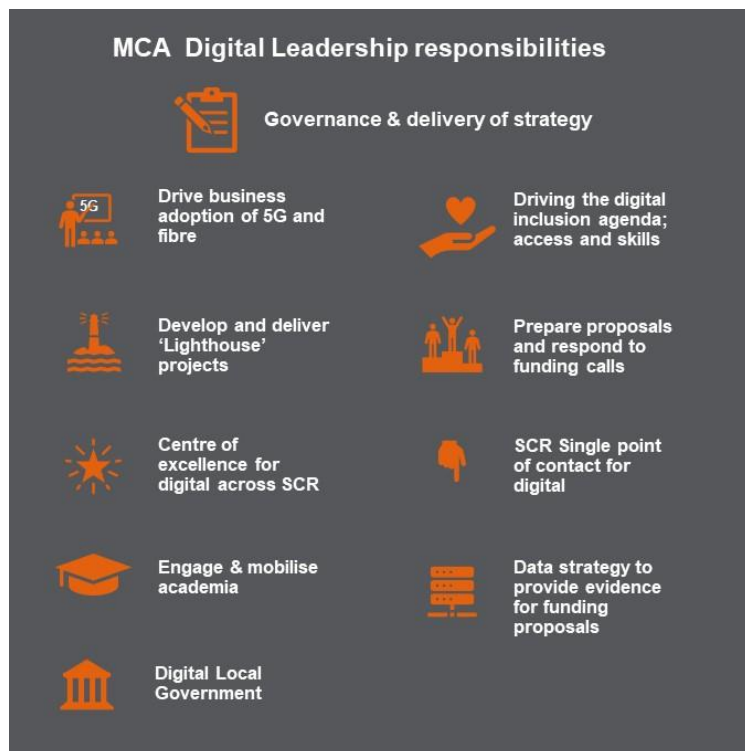 MCA Digital Leadership responsibilities
Governance & delivery of strategy
5G
Drive business
adoption of 5G and
fibre
Driving the digital
inclusion agenda;
access and skills
Develop and deliver
‘Lighthouse’
projects
Prepare proposals
and respond to
funding calls
Centre of
excellence for
digital across SCR
SCR Single point
of contact for
digital
Engage & mobilise
academia
Data strategy to
provide evidence
for funding
proposals
Digital Local
Government